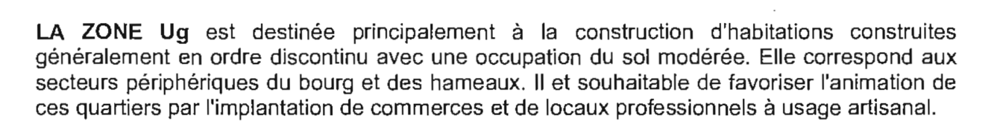 LA ZONE Ug est destinée principalement à la construction d'habitations construites
généralement en ordre discontinu avec une occupation du sol modérée. Elle correspond aux
secteurs périphériques du bourg et des hameaux. Il et souhaitable de favoriser l'animation de
ces quartiers par l'implantation de commerces et de locaux professionnels à usage artisanal.